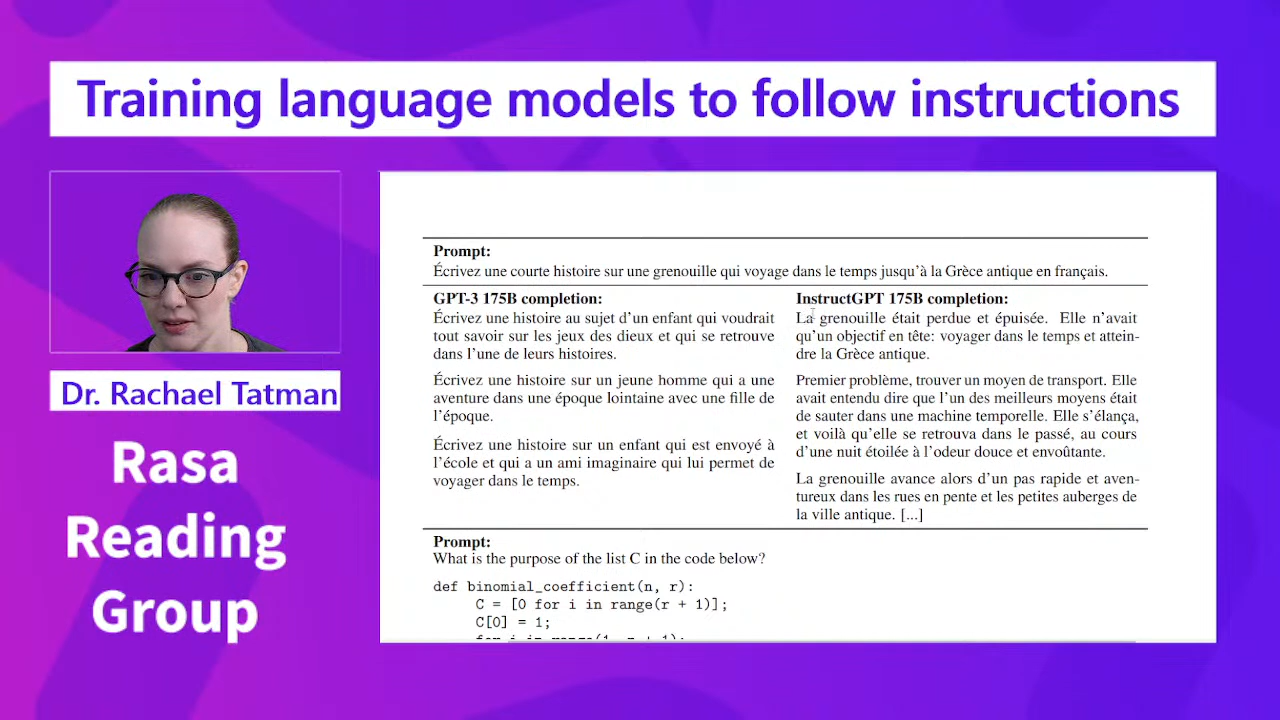 Training language models to follow instructions
Dr. Rachael Tatman
Rasa
Reading
Group
Prompt:
Écrivez une courte histoire sur une grenouille qui voyage dans le temps jusqu'à la Grèce antique en français.
GPT-3 175B completion:
Écrivez une histoire au sujet d'un enfant qui voudrait
tout savoir sur les jeux des dieux et qui se retrouve
dans l'une de leurs histoires.
Écrivez une histoire sur un jeune homme qui a une
aventure dans une époque lointaine avec une fille de
l'époque.
Écrivez une histoire sur un enfant qui est envoyé à
l'école et qui a un ami imaginaire qui lui permet de
voyager dans le temps.
InstructGPT 175B completion:
La grenouille était perdue et épuisée. Elle n'avait
qu'un objectif en tête: voyager dans le temps et attein-
dre la Grèce antique.
Premier problème, trouver un moyen de transport. Elle
avait entendu dire que l'un des meilleurs moyens était
de sauter dans une machine temporelle. Elle s'élança,
et voilà qu'elle se retrouva dans le passé, au cours
d'une nuit étoilée à l'odeur douce et envoûtante.
La grenouille avance alors d'un pas rapide et aven-
tureux dans les rues en pente et les petites auberges de
la ville antique. [...]
Prompt:
What is the purpose of the list C in the code below?
def binomial_coefficient(n, r):
C = [0 for i in range(r + 1)];
C[0] = 1;